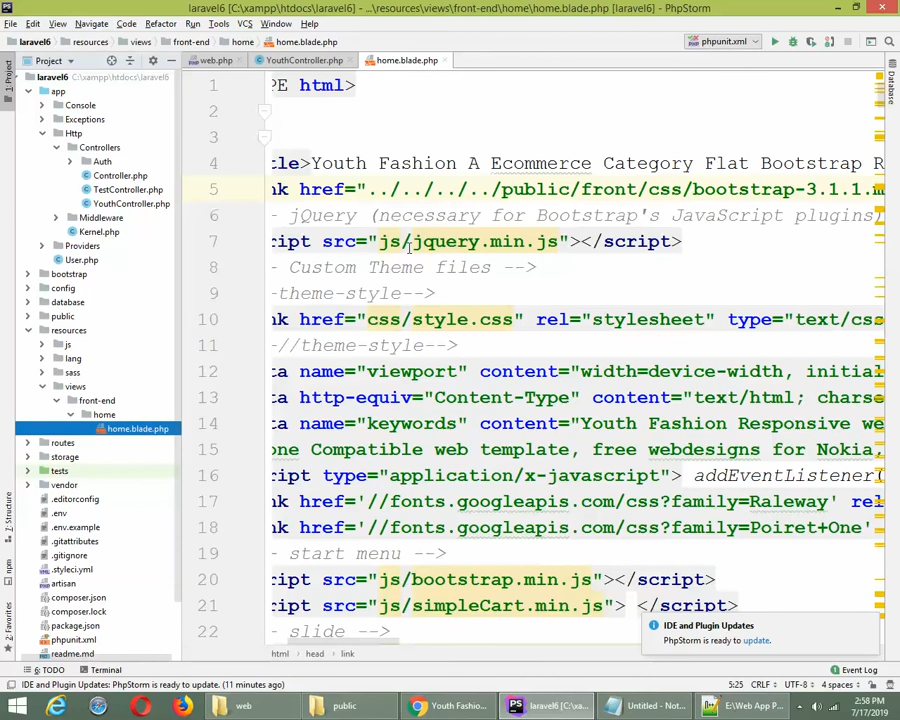 PS laravel6 [C:\xampp\htdocs\laravel6] - ...\resources\views\front-end\home\home.blade.php [laravel6] - PhpStorm
File Edit View Navigate Code Refactor Run Tools VCS Window Help
laravel6 resources views front-end home home.blade.php
phpunit.xml
Project
web.php YouthController.php home.blade.php
laravel6 C:\xampp\htdocs\laravel6
app
Console
Exceptions
Http
Controllers
Auth
Controller.php
TestController.php
YouthController.php
Middleware
Kernel.php
Providers
User.php
bootstrap
config
database
public
resources
js
lang
sass
views
front-end
home
home.blade.php
routes
storage
tests
vendor
.editorconfig
.env
.env.example
.gitattributes
.gitignore
.styleci.yml
artisan
composer.json
composer.lock
package.json
phpunit.xml
readme.md
1: Project
7: Structure
npm
2: Favorites
Database
1 PE html>
2
3
4 tle>Youth Fashion A Ecommerce Category Flat Bootstrap R
5 nk href="../../../../public/front/css/bootstrap-3.1.1.m
6 - jQuery (necessary for Bootstrap's JavaScript plugins)
7 ript src="js/jquery.min.js"></script>
8 - Custom Theme files -->
9 -theme-style-->
10 nk href="css/style.css" rel="stylesheet" type="text/css
11 -//theme-style-->
12 ta name="viewport" content="width=device-width, initial
13 ta http-equiv="Content-Type" content="text/html; charse
14 ta name="keywords" content="Youth Fashion Responsive we
15 one Compatible web template, free webdesigns for Nokia,
16 ript type="application/x-javascript"> addEventListener(
17 nk href='//fonts.googleapis.com/css?family=Raleway' rel
18 nk href='//fonts.googleapis.com/css?family=Poiret+One'
19 - start menu -->
20 ript src="js/bootstrap.min.js"></script>
21 ript src="js/simpleCart.min.js"> </script>
22 - slide -->
IDE and Plugin Updates
PhpStorm is ready to update.
html head link
6: TODO Terminal Event Log
IDE and Plugin Updates: PhpStorm is ready to update. (11 minutes ago) 5:25 CRLF UTF-8 4 spaces
web public Youth Fashio... laravel6 [C:\xa... Untitled - Not... E:\Web App P...
2:58 PM
7/17/2019